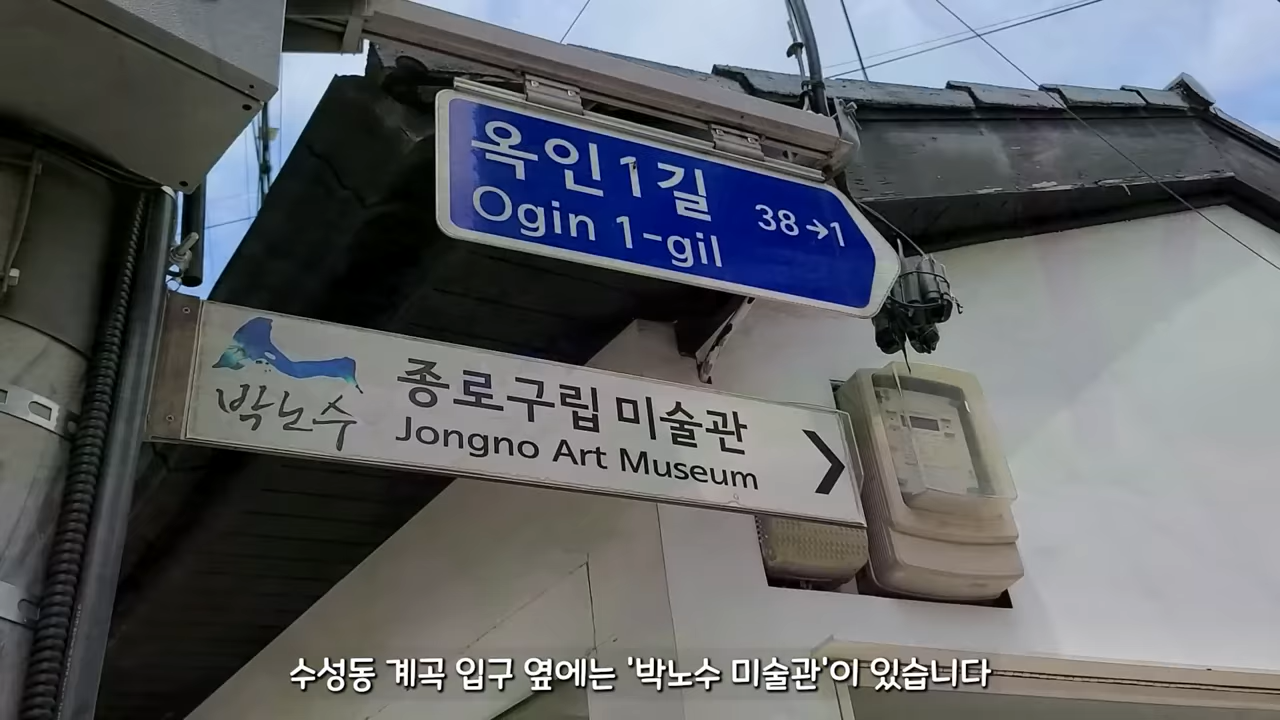 옥인1길
Ogin 1-gil
38→1
박노수
종로구립 미술관
Jongno Art Museum
수성동 계곡 입구 옆에는 '박노수 미술관'이 있습니다